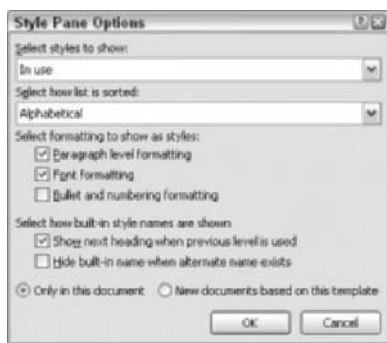 Style Pane Options
Select styles to show:
In use
Select how list is sorted:
Alphabetical
Select formatting to show as styles:
Paragraph level formatting
Font formatting
Bullet and numbering formatting
Select how built-in style names are shown
Show next heading when previous level is used
Hide built-in name when alternate name exists
Only in this document New documents based on this template
OK Cancel